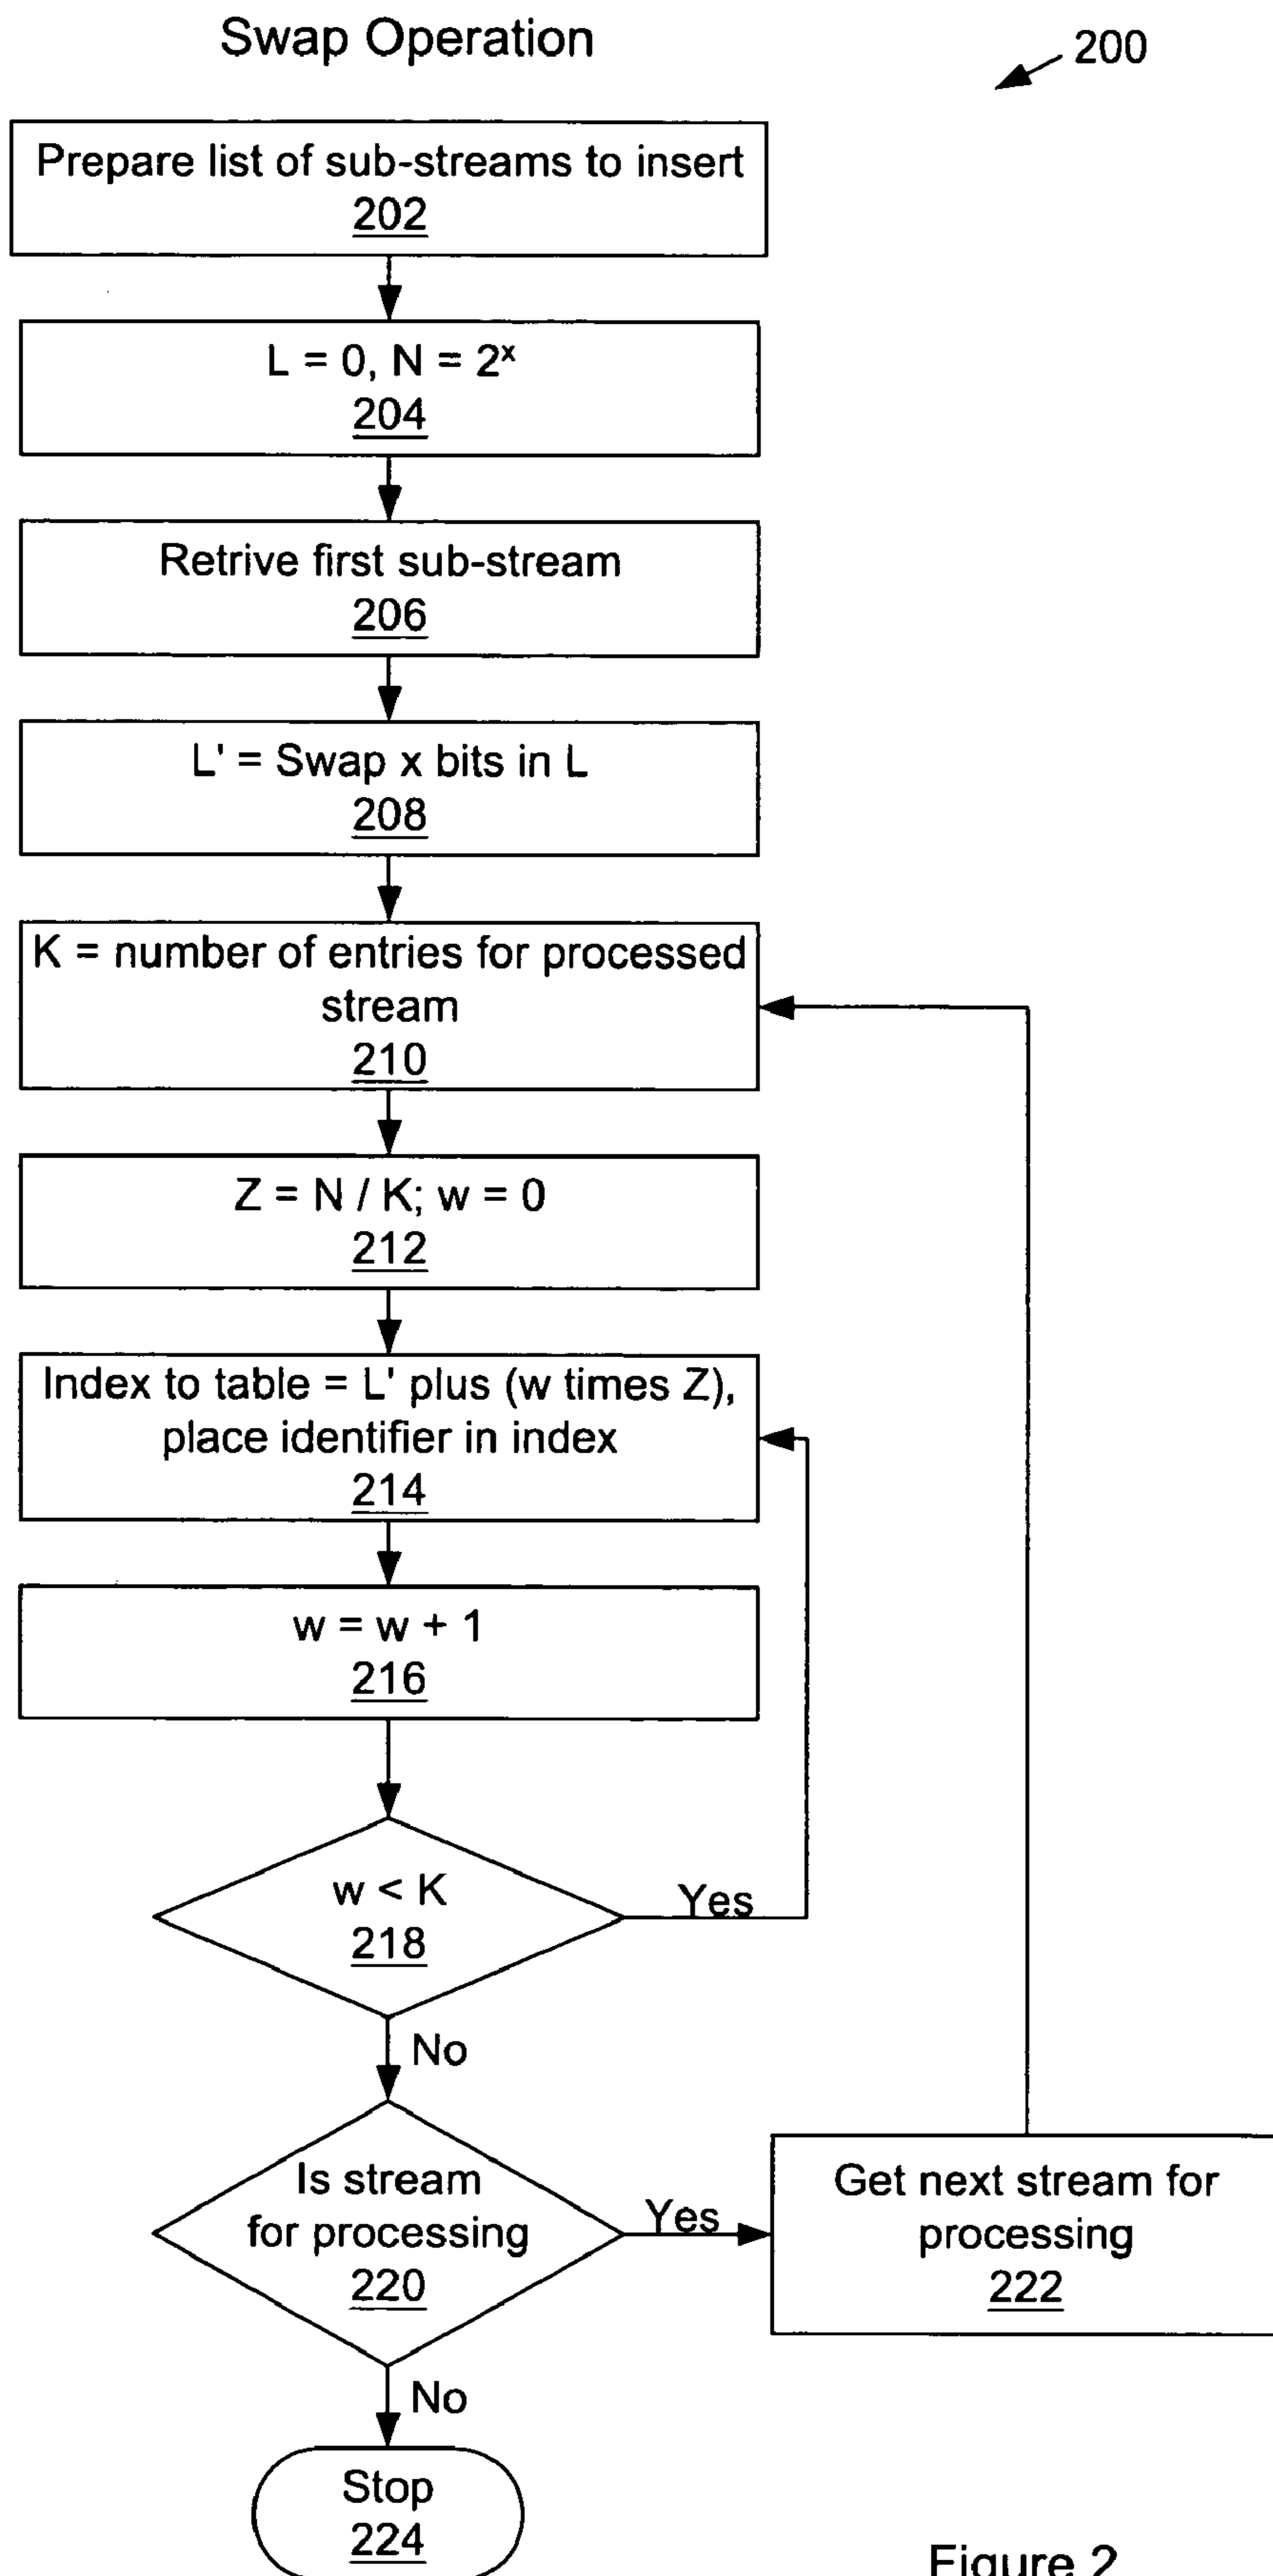 Swap Operation
200
Prepare list of sub-streams to insert
202
L = 0, N = 2ˣ
204
Retrive first sub-stream
206
L' = Swap x bits in L
208
K = number of entries for processed
stream
210
Z = N / K; w = 0
212
Index to table = L' plus (w times Z),
place identifier in index
214
w = w + 1
216
w < K
218
Yes
No
Is stream
for processing
220
Yes
Get next stream for
processing
222
No
Stop
224
Figure 2